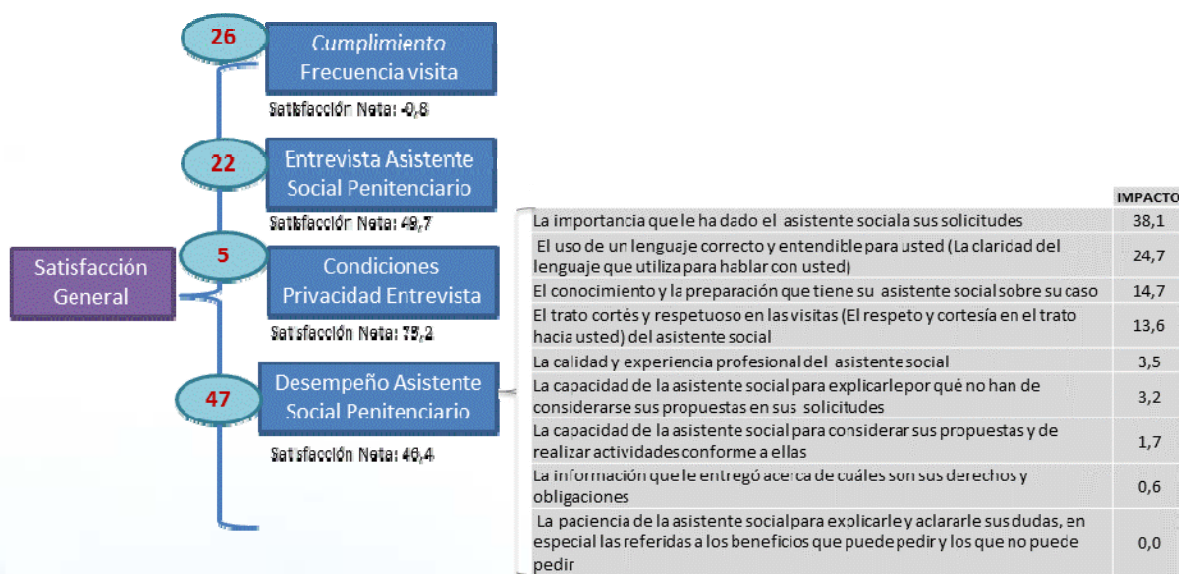 26
Cumplimiento
Frecuencia visita
Satisfacción Neta: -0,8
22
Entrevista Asistente
Social Penitenciario
Satisfacción Neta: 49,7
Satisfacción
General
5
Condiciones
Privacidad Entrevista
Satisfacción Neta:
47
Desempeño Asistente
Social Penitenciario
Satisfacción Neta: 46,4
IMPACTO
La importancia que le ha dado el asistente sociala sus solicitudes 38,1
El uso de un lenguaje correcto y entendible para usted (La claridad del
lenguaje que utiliza para hablar con usted) 24,7
El conocimiento y la preparación que tiene su asistente social sobre su caso 14,7
El trato cortés y respetuoso en las visitas (El respeto y cortesía en el trato
hacia usted) del asistente social 13,6
La calidad y experiencia profesional del asistente social 3,5
La capacidad de la asistente social para explicarle por qué no han de
considerarse sus propuestas en sus solicitudes 3,2
La capacidad de la asistente social para considerar sus propuestas y de
realizar actividades conforme a ellas 1,7
La información que le entregó acerca de cuáles son sus derechos y
obligaciones 0,6
La paciencia de la asistente social para explicarle y aclararle sus dudas, en
especial las referidas a los beneficios que puede pedir y los que no puede
pedir 0,0